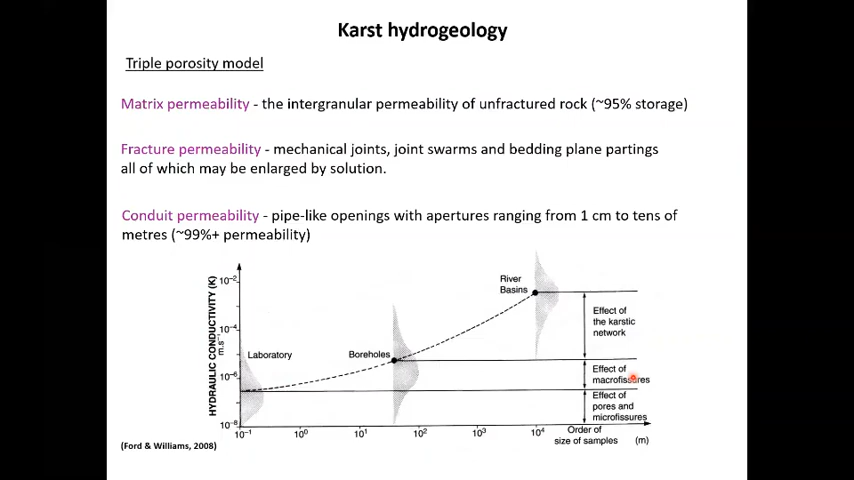 Karst hydrogeology
Triple porosity model
Matrix permeability - the intergranular permeability of unfractured rock (~95% storage)
Fracture permeability - mechanical joints, joint swarms and bedding plane partings
all of which may be enlarged by solution.
Conduit permeability - pipe-like openings with apertures ranging from 1 cm to tens of
metres (~99%+ permeability)
HYDRAULIC CONDUCTIVITY (K)
m.s⁻¹
10⁻²
10⁻⁴
10⁻⁶
10⁻⁸
Laboratory
Boreholes
River
Basins
Effect of
the karstic
network
Effect of
macrofissures
Effect of
pores and
microfissures
10⁻¹
10⁰
10¹
10²
10³
10⁴
Order of
size of samples
(m)
(Ford & Williams, 2008)